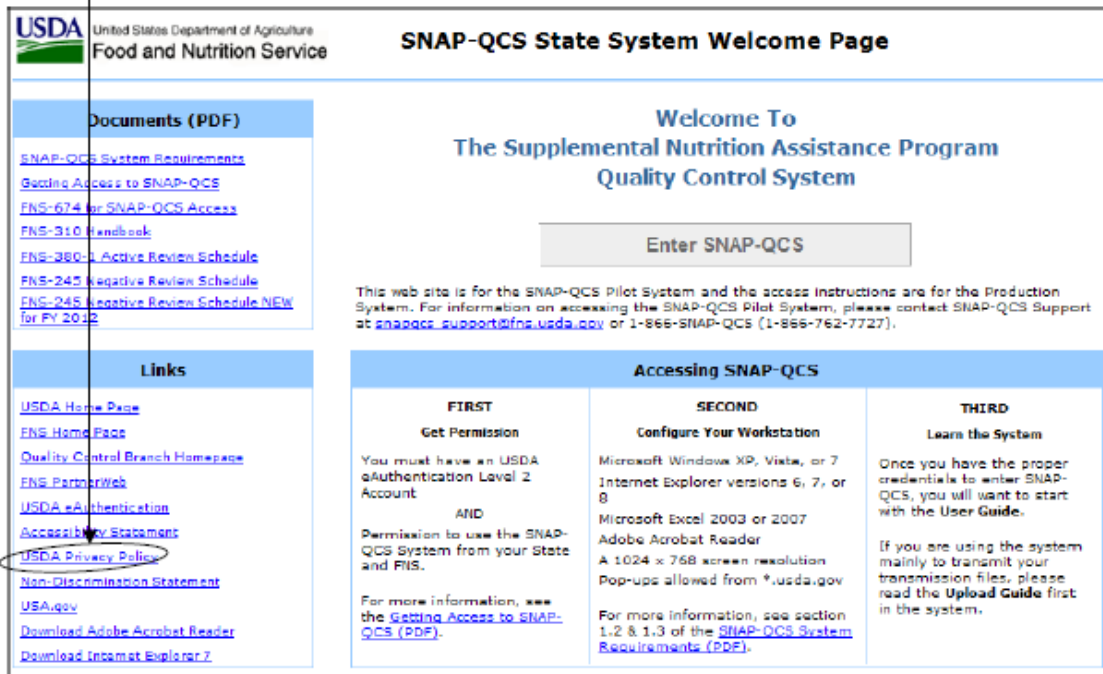 USDA United States Department of Agriculture
Food and Nutrition Service
SNAP-QCS State System Welcome Page
Documents (PDF)
SNAP-QCS System Requirements
Getting Access to SNAP-QCS
FNS-674 for SNAP-QCS Access
FNS-310 Handbook
FNS-380-1 Active Review Schedule
FNS-245 Negative Review Schedule
FNS-245 Negative Review Schedule NEW
for FY 2012
Welcome To
The Supplemental Nutrition Assistance Program
Quality Control System
Enter SNAP-QCS
This web site is for the SNAP-QCS Pilot System and the access instructions are for the Production
System. For information on accessing the SNAP-QCS Pilot System, please contact SNAP-QCS Support
at snapqcs_support@fns.usda.gov or 1-866-SNAP-QCS (1-866-762-7727).
Links
USDA Home Page
FNS Home Page
Quality Control Branch Homepage
FNS PartnerWeb
USDA eAuthentication
Accessibility Statement
USDA Privacy Policy
Non-Discrimination Statement
USA.gov
Download Adobe Acrobat Reader
Download Internet Explorer 7
Accessing SNAP-QCS
FIRST
Get Permission
You must have an USDA
eAuthentication Level 2
Account
AND
Permission to use the SNAP-
QCS System from your State
and FNS.
For more information, see
the Getting Access to SNAP-
QCS (PDF).
SECOND
Configure Your Workstation
Microsoft Windows XP, Vista, or 7
Internet Explorer versions 6, 7, or
8
Microsoft Excel 2003 or 2007
Adobe Acrobat Reader
A 1024 x 768 screen resolution
Pop-ups allowed from *.usda.gov
For more information, see section
1.2 & 1.3 of the SNAP-QCS System
Requirements (PDF).
THIRD
Learn the System
Once you have the proper
credentials to enter SNAP-
QCS, you will want to start
with the User Guide.
If you are using the system
mainly to transmit your
transmission files, please
read the Upload Guide first
in the system.